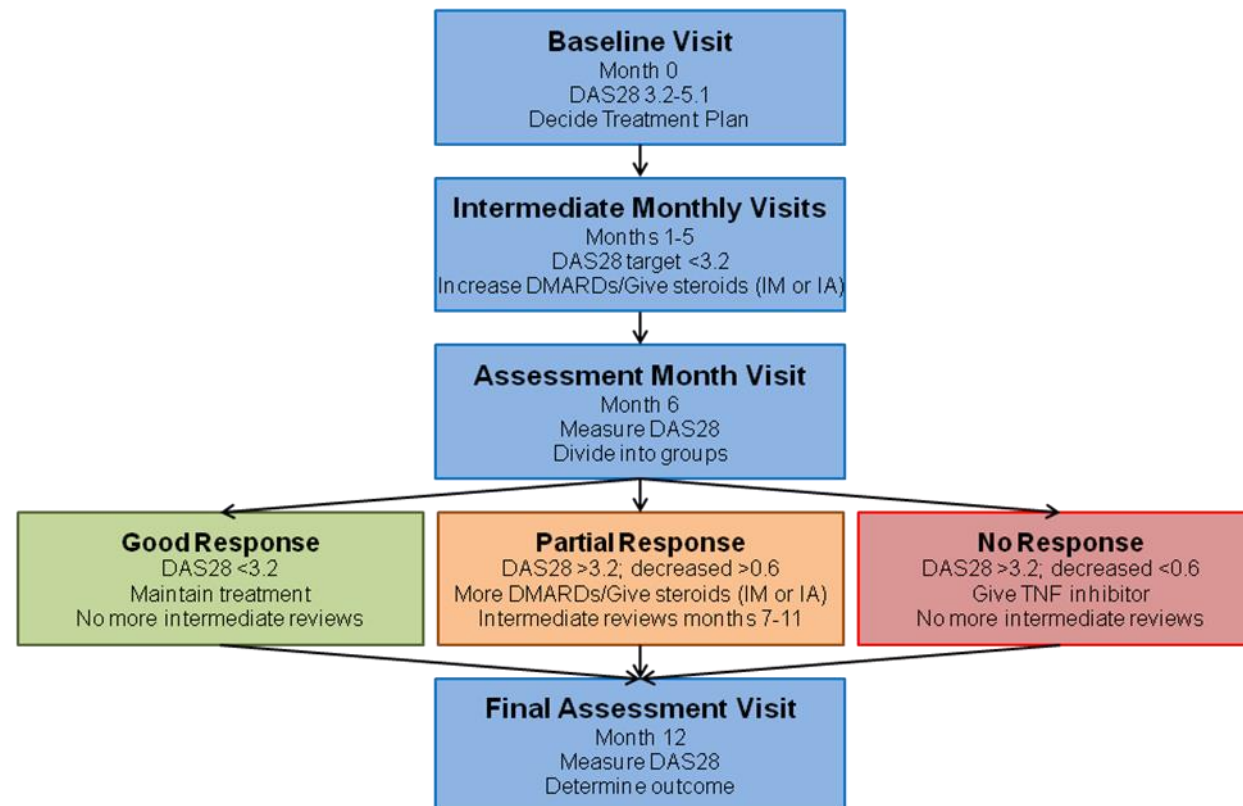 Baseline Visit
Month 0
DAS28 3.2-5.1
Decide Treatment Plan
Intermediate Monthly Visits
Months 1-5
DAS28 target <3.2
Increase DMARDs/Give steroids (IM or IA)
Assessment Month Visit
Month 6
Measure DAS28
Divide into groups
Good Response
DAS28 <3.2
Maintain treatment
No more intermediate reviews
Partial Response
DAS28 >3.2; decreased >0.6
More DMARDs/Give steroids (IM or IA)
Intermediate reviews months 7-11
No Response
DAS28 >3.2; decreased <0.6
Give TNF inhibitor
No more intermediate reviews
Final Assessment Visit
Month 12
Measure DAS28
Determine outcome